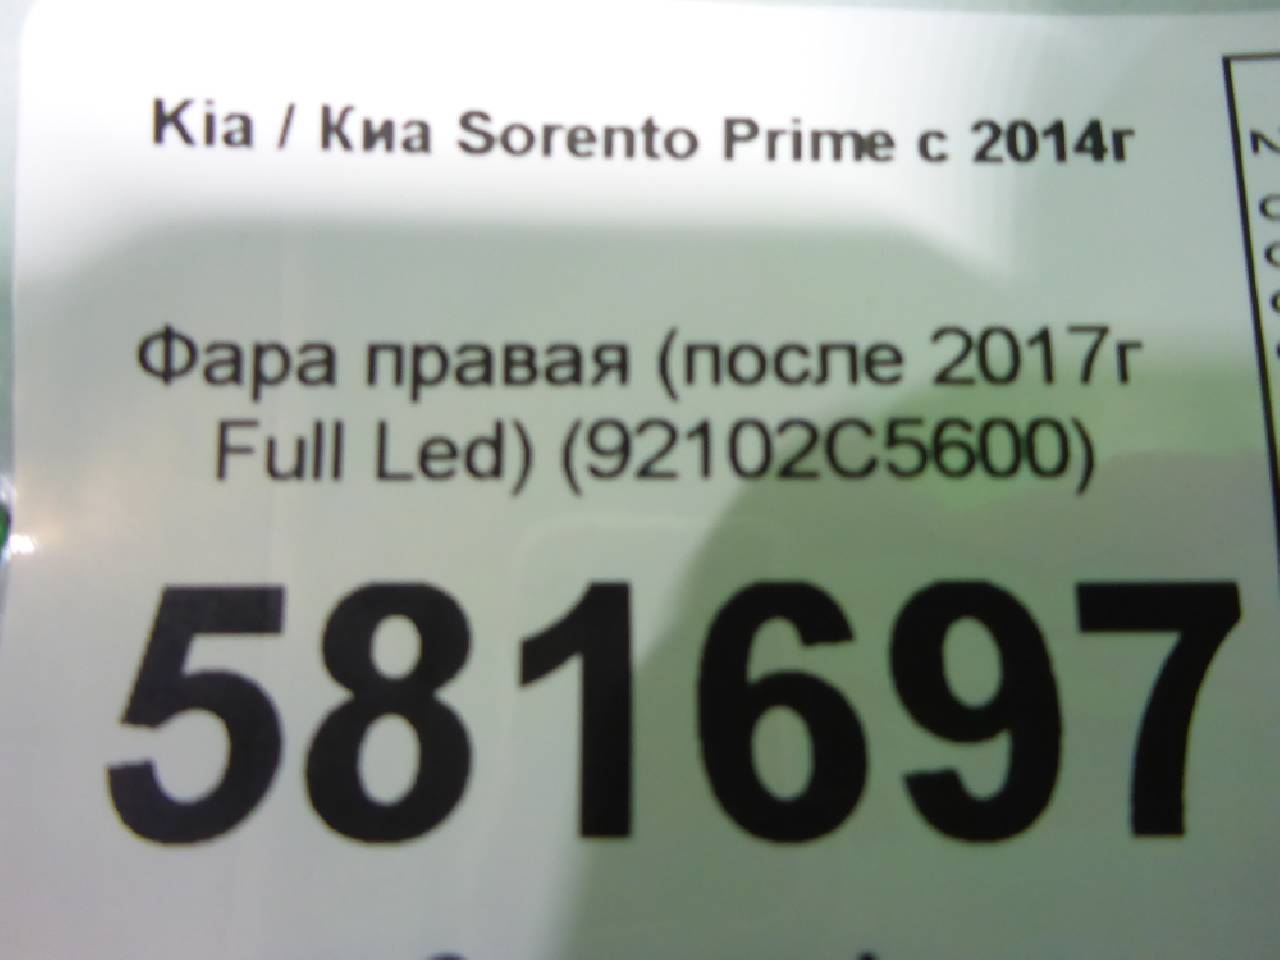 Kia / Киа Sorento Prime с 2014г
Фара правая (после 2017г
Full Led) (92102C5600)
581697